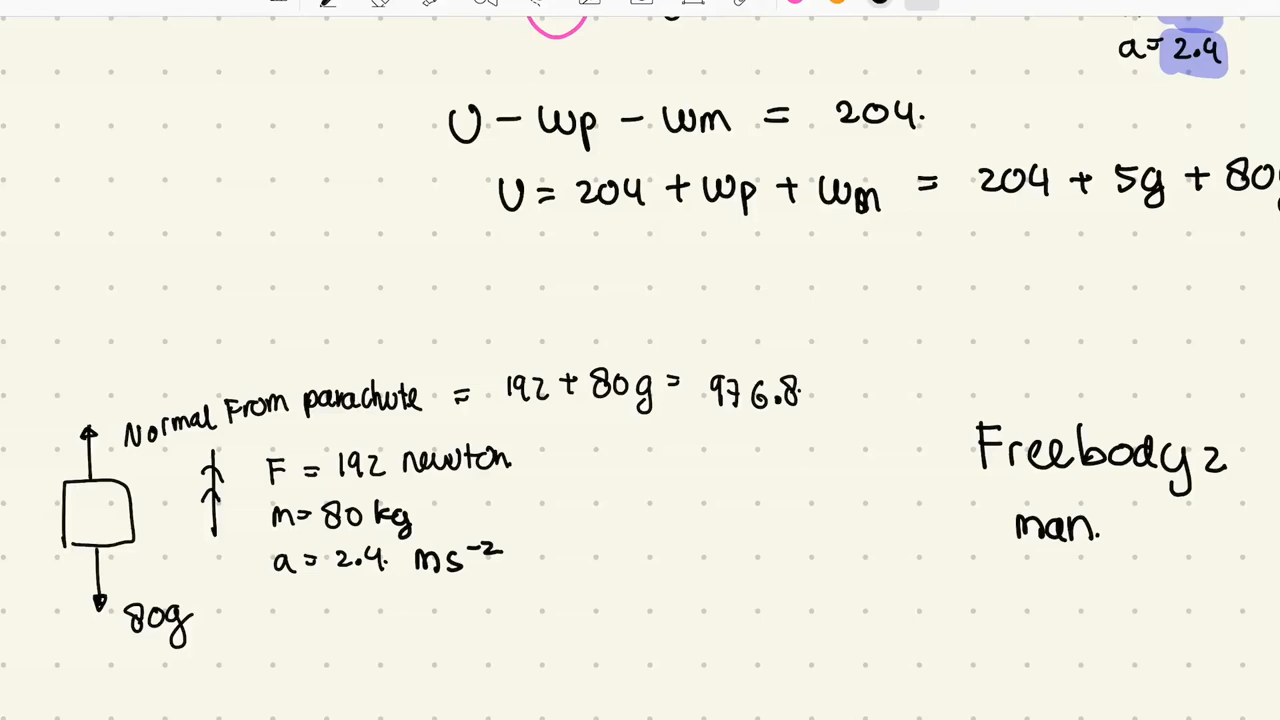 a= 2.4
U - Wp - Wm = 204.
U = 204 + Wp + Wm = 204 + 5g + 80
Normal From parachute = 192 + 80g = 976.8
F = 192 newton
m= 80 kg
a = 2.4. ms⁻²
80g
Freebody 2
man.